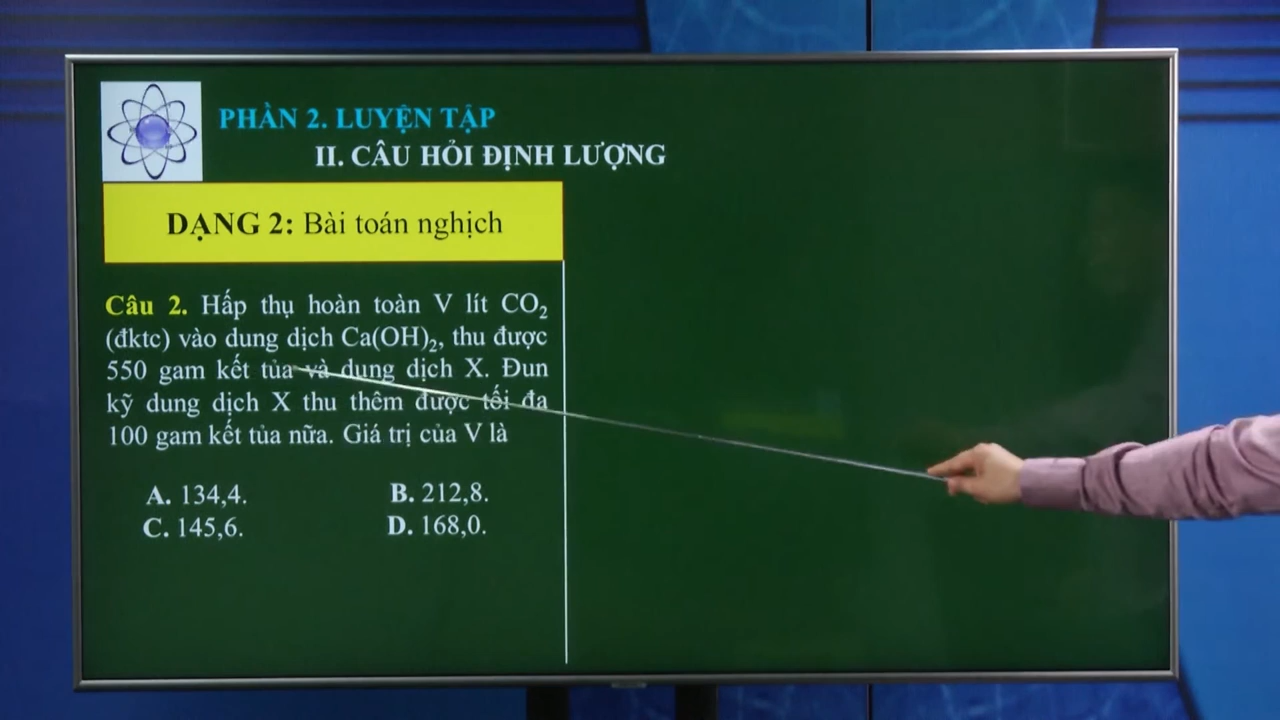 PHẦN 2. LUYỆN TẬP
II. CÂU HỎI ĐỊNH LƯỢNG
DẠNG 2: Bài toán nghịch
Câu 2. Hấp thụ hoàn toàn V lít CO₂
(đktc) vào dung dịch Ca(OH)₂, thu được
550 gam kết tủa và dung dịch X. Đun
kỹ dung dịch X thu thêm được tối đa
100 gam kết tủa nữa. Giá trị của V là
A. 134,4. B. 212,8.
C. 145,6. D. 168,0.